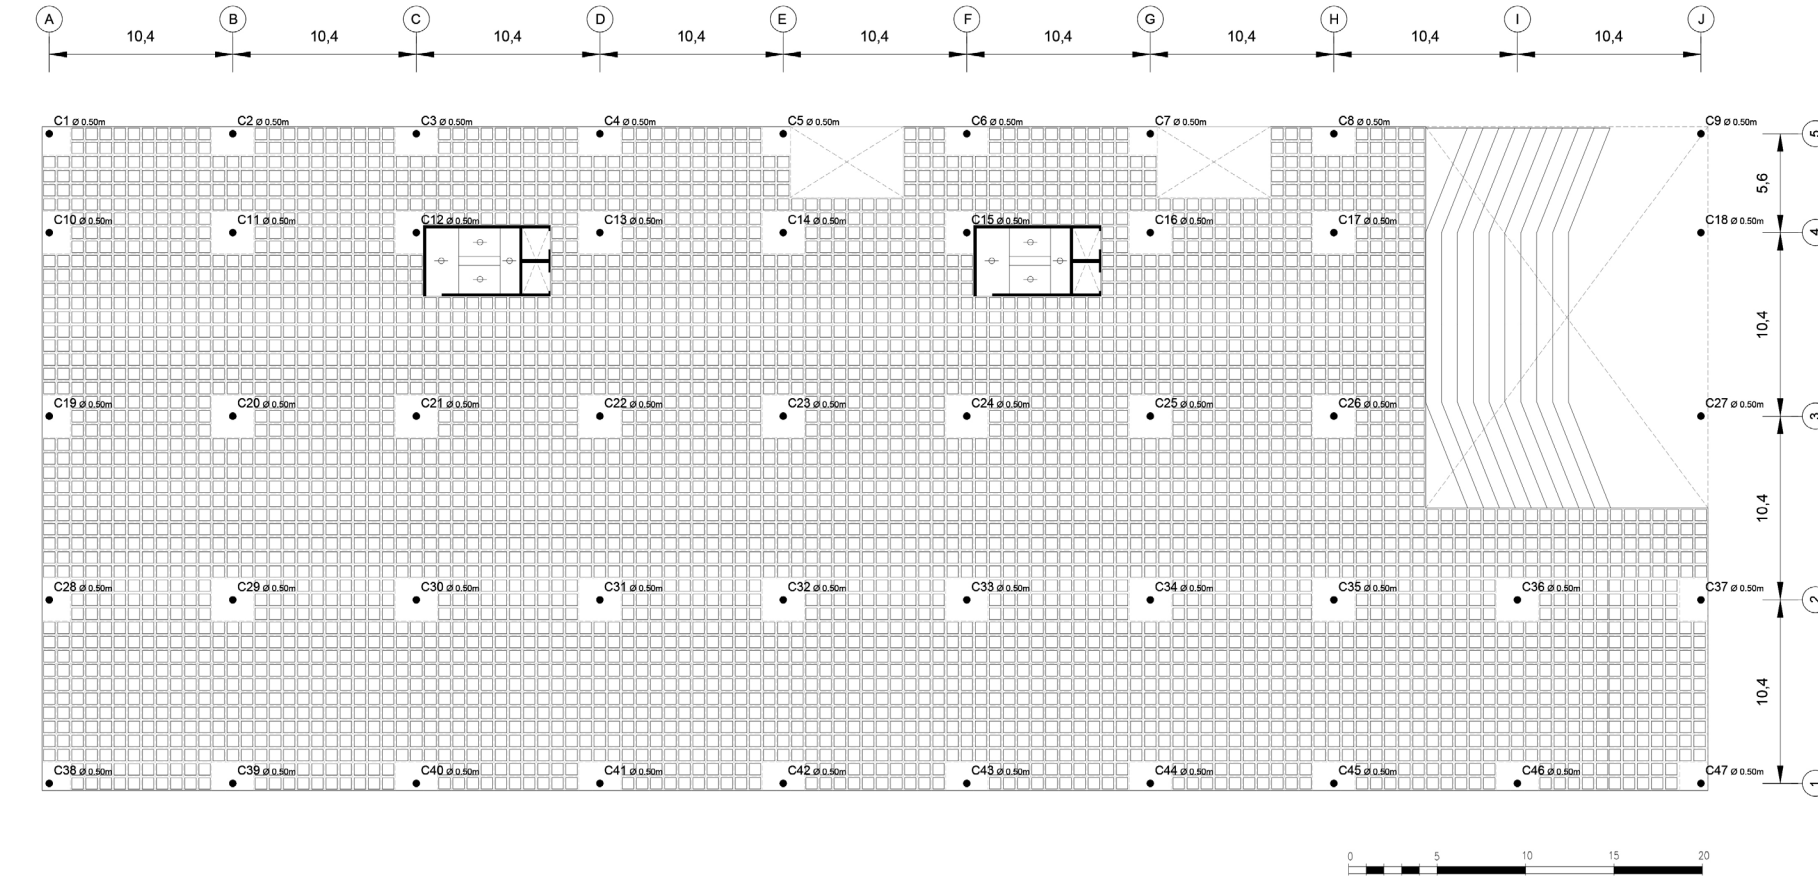 A B C D E F G H I J
10,4 10,4 10,4 10,4 10,4 10,4 10,4 10,4 10,4
C1 Ø 0.50m C2 Ø 0.50m C3 Ø 0.50m C4 Ø 0.50m C5 Ø 0.50m C6 Ø 0.50m C7 Ø 0.50m C8 Ø 0.50m C9 Ø 0.50m
5
5,6
C10 Ø 0.50m C11 Ø 0.50m C12 Ø 0.50m C13 Ø 0.50m C14 Ø 0.50m C15 Ø 0.50m C16 Ø 0.50m C17 Ø 0.50m C18 Ø 0.50m
4
10,4
C19 Ø 0.50m C20 Ø 0.50m C21 Ø 0.50m C22 Ø 0.50m C23 Ø 0.50m C24 Ø 0.50m C25 Ø 0.50m C26 Ø 0.50m C27 Ø 0.50m
3
10,4
C28 Ø 0.50m C29 Ø 0.50m C30 Ø 0.50m C31 Ø 0.50m C32 Ø 0.50m C33 Ø 0.50m C34 Ø 0.50m C35 Ø 0.50m C36 Ø 0.50m C37 Ø 0.50m
2
10,4
C38 Ø 0.50m C39 Ø 0.50m C40 Ø 0.50m C41 Ø 0.50m C42 Ø 0.50m C43 Ø 0.50m C44 Ø 0.50m C45 Ø 0.50m C46 Ø 0.50m C47 Ø 0.50m
1
0 5 10 15 20